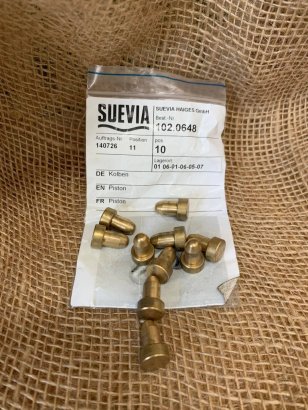 SUEVIA
SUEVIA HAIGES GmbH
Best.-Nr.
102.0648
Auftrags-Nr. Position pcs
140726 11 10
Lagerort
01 06-01-06-05-07
DE Kolben
EN Piston
FR Piston